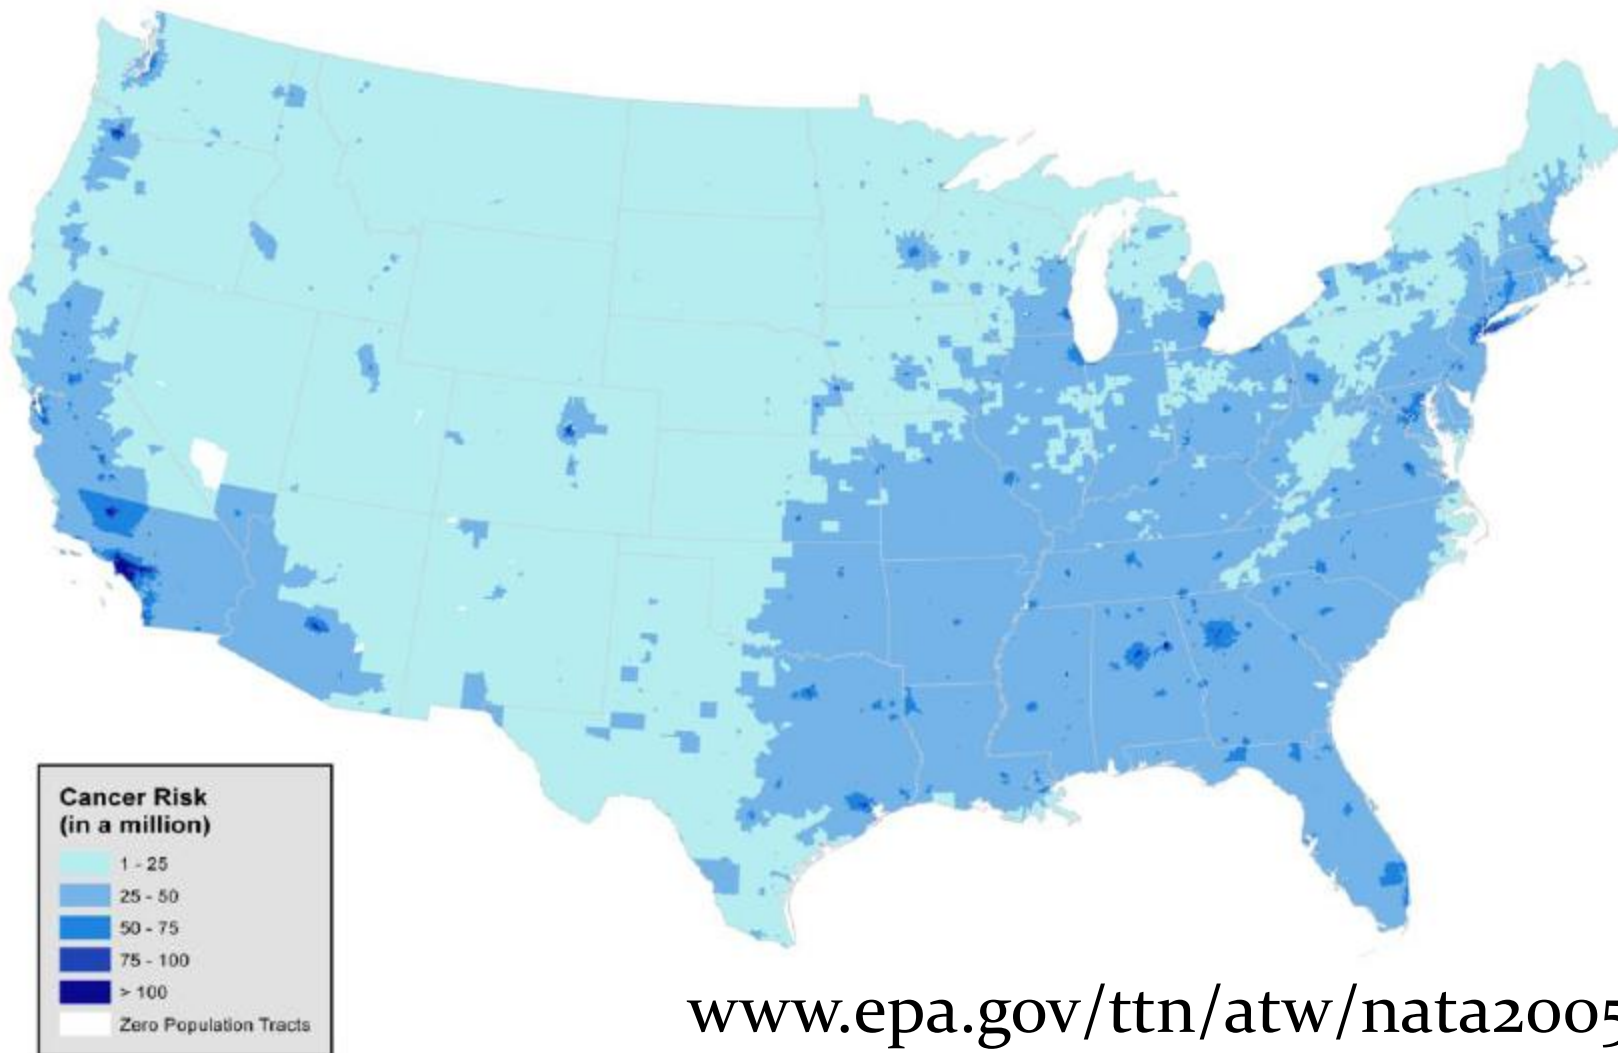 Cancer Risk
(in a million)
1 - 25
25 - 50
50 - 75
75 - 100
> 100
Zero Population Tracts
www.epa.gov/ttn/atw/nata2005